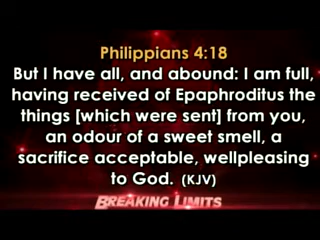 Philippians 4:18
But I have all, and abound: I am full,
having received of Epaphroditus the
things [which were sent] from you,
an odour of a sweet smell, a
sacrifice acceptable, wellpleasing
to God. (KJV)
BREAKING LIMITS